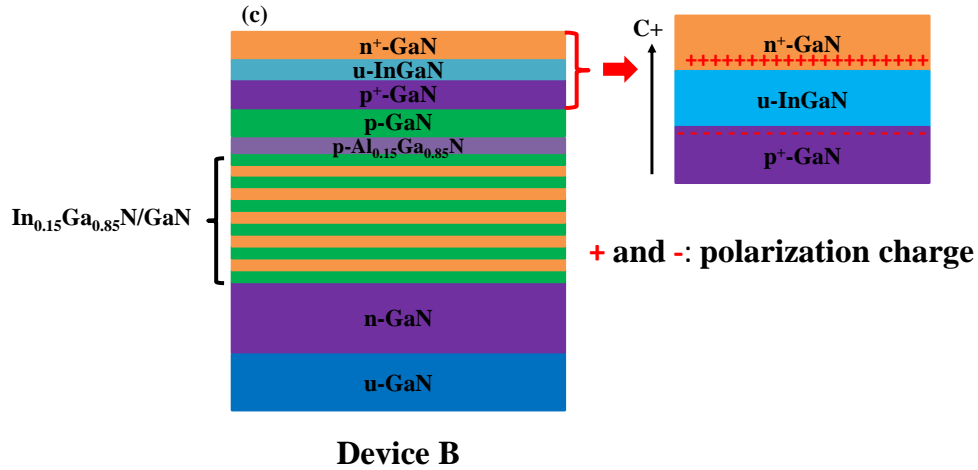 (c)
n⁺-GaN
u-InGaN
p⁺-GaN
p-GaN
p-Al₀.₁₅Ga₀.₈₅N
In₀.₁₅Ga₀.₈₅N/GaN
n-GaN
u-GaN
Device B
C+
n⁺-GaN
+++++++++++++++++
u-InGaN
- - - - - - - - - - - - - - - - -
p⁺-GaN
+ and -: polarization charge